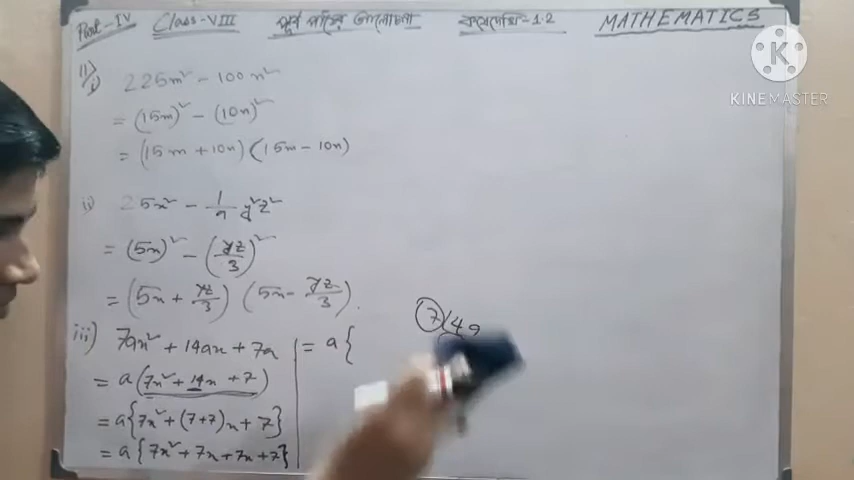 Part-IV Class-VIII পূর্ব পাঠের আলোচনা কষেদেখি-1.2 MATHEMATICS
KINEMASTER
11)
i) 225m² - 100n²
= (15m)² - (10n)²
= (15m + 10n) (15m - 10n)
ii) 25x² - 1/9 y²z²
= (5x)² - (yz/3)²
= (5x + yz/3) (5x - yz/3).
iii) 7ax² + 14ax + 7a
= a(7x² + 14x + 7)
= a{7x² + (7+7)x + 7}
= a{7x² + 7x + 7x + 7}
= a{
7 49